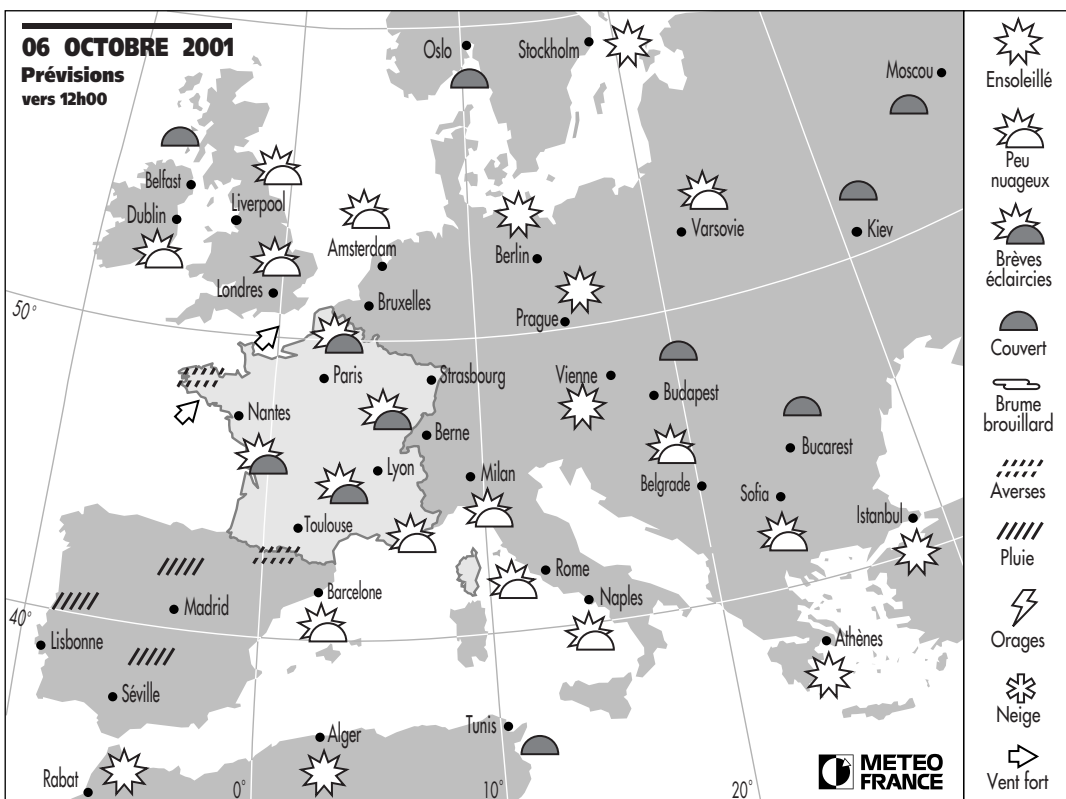 06 OCTOBRE 2001
Prévisions
vers 12h00
Oslo
Stockholm
Moscou
Belfast
Dublin
Liverpool
Amsterdam
Berlin
Varsovie
Kiev
Londres
Bruxelles
Prague
50°
Paris
Strasbourg
Vienne
Budapest
Nantes
Berne
Bucarest
Lyon
Milan
Belgrade
Sofia
Istanbul
Toulouse
Rome
Barcelone
Naples
Madrid
40°
Lisbonne
Athènes
Séville
Tunis
Alger
Rabat
0°
10°
20°
METEO
FRANCE
Ensoleillé
Peu
nuageux
Brèves
éclaircies
Couvert
Brume
brouillard
Averses
Pluie
Orages
Neige
Vent fort